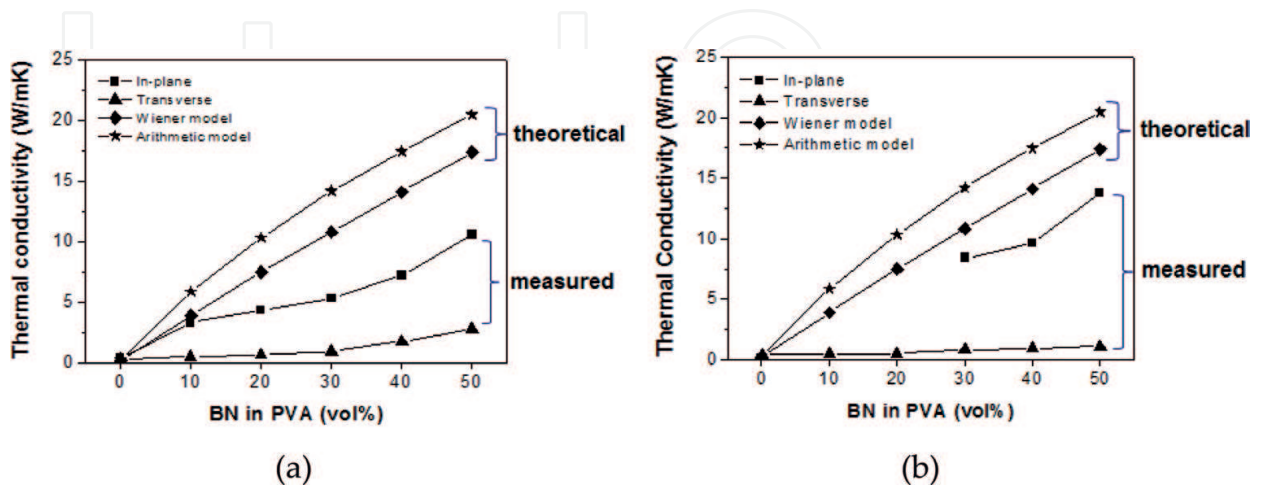 25
20
15
10
5
0
Thermal conductivity (W/mK)
In-plane
Transverse
Wiener model
Arithmetic model
theoretical
measured
0 10 20 30 40 50
BN in PVA (vol%)
(a)
25
20
15
10
5
0
Thermal Conductivity (W/mK)
In-plane
Transverse
Wiener model
Arithmetic model
theoretical
measured
0 10 20 30 40 50
BN in PVA (vol%)
(b)